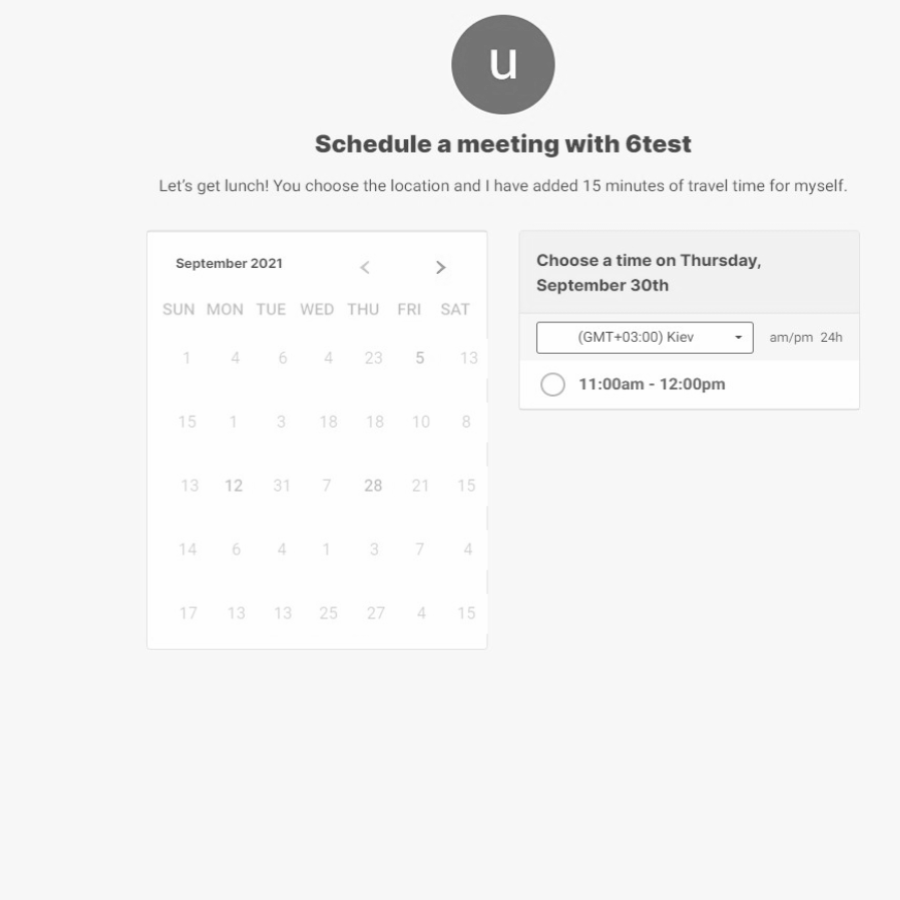 u
Schedule a meeting with 6test
Let's get lunch! You choose the location and I have added 15 minutes of travel time for myself.
September 2021
SUN MON TUE WED THU FRI SAT
1 4 6 4 23 5 13
15 1 3 18 18 10 8
13 12 31 7 28 21 15
14 6 4 1 3 7 4
17 13 13 25 27 4 15
Choose a time on Thursday,
September 30th
(GMT+03:00) Kiev am/pm 24h
11:00am - 12:00pm